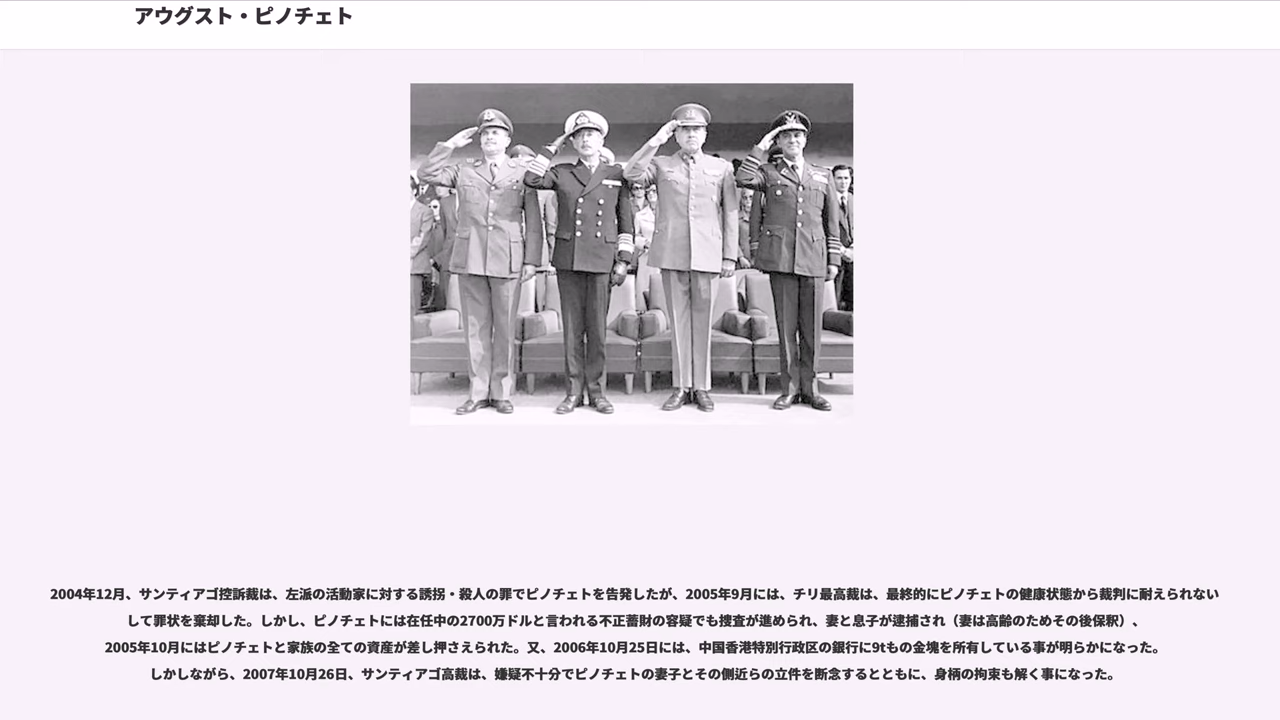 アウグスト・ピノチェト
2004年12月、サンティアゴ控訴裁は、左派の活動家に対する誘拐・殺人の罪でピノチェトを告発したが、2005年9月には、チリ最高裁は、最終的にピノチェトの健康状態から裁判に耐えられない
して罪状を棄却した。しかし、ピノチェトには在任中の2700万ドルと言われる不正蓄財の容疑でも捜査が進められ、妻と息子が逮捕され（妻は高齢のためその後保釈）、
2005年10月にはピノチェトと家族の全ての資産が差し押さえられた。又、2006年10月25日には、中国香港特別行政区の銀行に9tもの金塊を所有している事が明らかになった。
しかしながら、2007年10月26日、サンティアゴ高裁は、嫌疑不十分でピノチェトの妻子とその側近らの立件を断念するとともに、身柄の拘束も解く事になった。